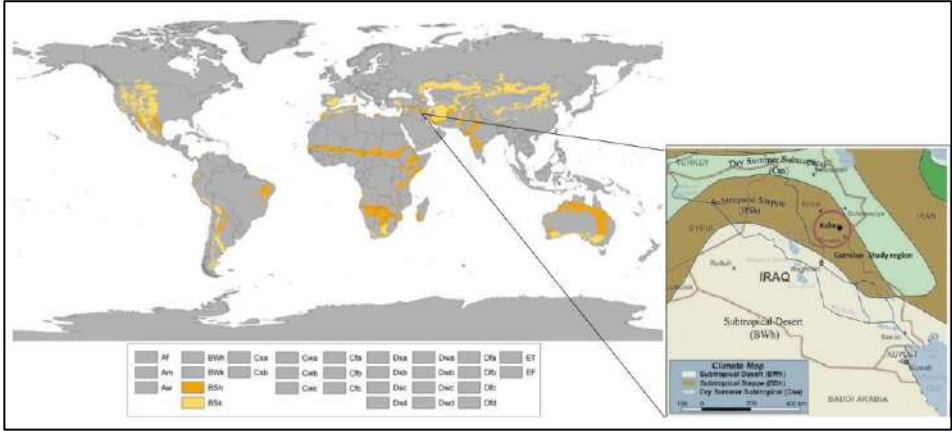 Af BWh Csa Cwa Cfa Dsa Dwa Dfa ET
Am BWk Csb Cwb Cfb Dsb Dwb Dfb EF
Aw BSh Cwc Cfc Dsc Dwc Dfc
BSk Dsd Dwd Dfd
TURKEY
Dry Summer Subtropical
(Csa)
Subtropical Steppe
(BSh)
IRAN
SYRIA
Kalar
Garmian Study region
IRAQ
Subtropical Desert
(BWh)
KUWAIT
Kuwait
Climate Map
Subtropical Desert (BWh)
Subtropical Steppe (BSh)
Dry Summer Subtropical (Csa)
SAUDI ARABIA